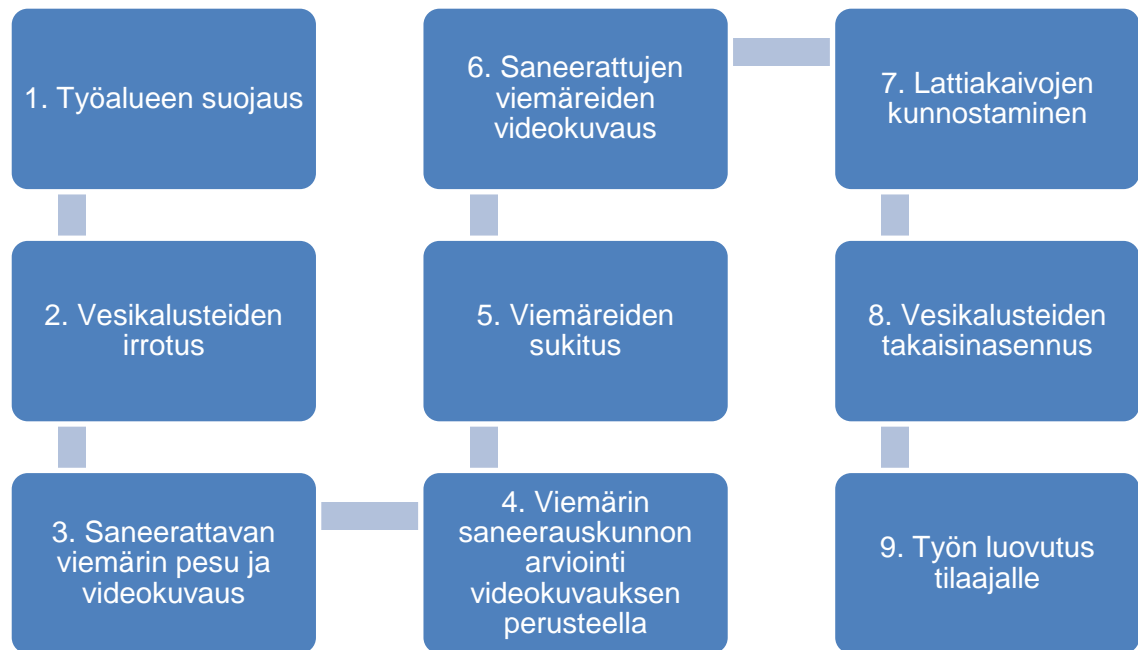 1. Työalueen suojaus
2. Vesikalusteiden
irrotus
3. Saneerattavan
viemärin pesu ja
videokuvaus
4. Viemärin
saneerauskunnon
arviointi
videokuvauksen
perusteella
5. Viemäreiden
sukitus
6. Saneerattujen
viemäreiden
videokuvaus
7. Lattiakaivojen
kunnostaminen
8. Vesikalusteiden
takaisinasennus
9. Työn luovutus
tilaajalle